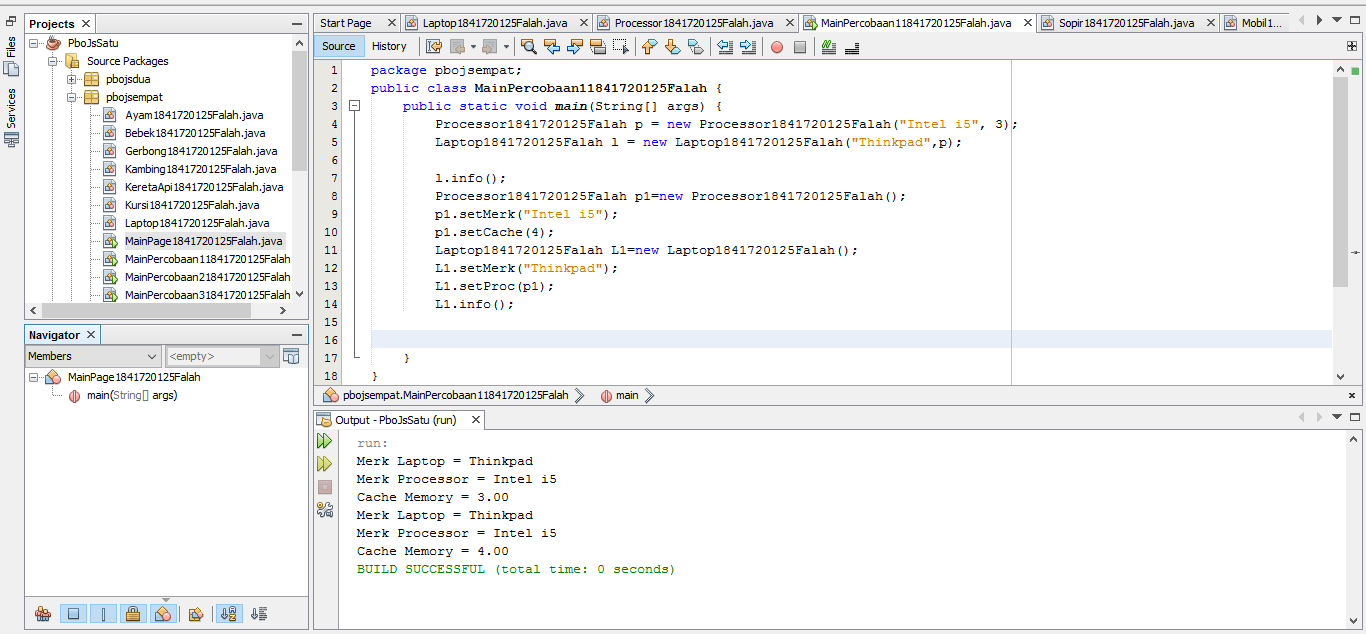 Files
Services
Projects
PboJsSatu
Source Packages
pbojsdua
pbojsempat
Ayam1841720125Falah.java
Bebek1841720125Falah.java
Gerbong1841720125Falah.java
Kambing1841720125Falah.java
KeretaApi1841720125Falah.java
Kursi1841720125Falah.java
Laptop1841720125Falah.java
MainPage1841720125Falah.java
MainPercobaan11841720125Falah
MainPercobaan21841720125Falah
MainPercobaan31841720125Falah
Navigator
Members <empty>
MainPage1841720125Falah
main(String[] args)
Start Page Laptop1841720125Falah.java Processor1841720125Falah.java MainPercobaan11841720125Falah.java Sopir1841720125Falah.java Mobil1...
Source History
1 package pbojsempat;
2 public class MainPercobaan11841720125Falah {
3 public static void main(String[] args) {
4 Processor1841720125Falah p = new Processor1841720125Falah("Intel i5", 3);
5 Laptop1841720125Falah l = new Laptop1841720125Falah("Thinkpad",p);
6
7 l.info();
8 Processor1841720125Falah p1=new Processor1841720125Falah();
9 p1.setMerk("Intel i5");
10 p1.setCache(4);
11 Laptop1841720125Falah L1=new Laptop1841720125Falah();
12 L1.setMerk("Thinkpad");
13 L1.setProc(p1);
14 L1.info();
15
16
17 }
18 }
pbojsempat.MainPercobaan11841720125Falah main
Output - PboJsSatu (run)
run:
Merk Laptop = Thinkpad
Merk Processor = Intel i5
Cache Memory = 3.00
Merk Laptop = Thinkpad
Merk Processor = Intel i5
Cache Memory = 4.00
BUILD SUCCESSFUL (total time: 0 seconds)